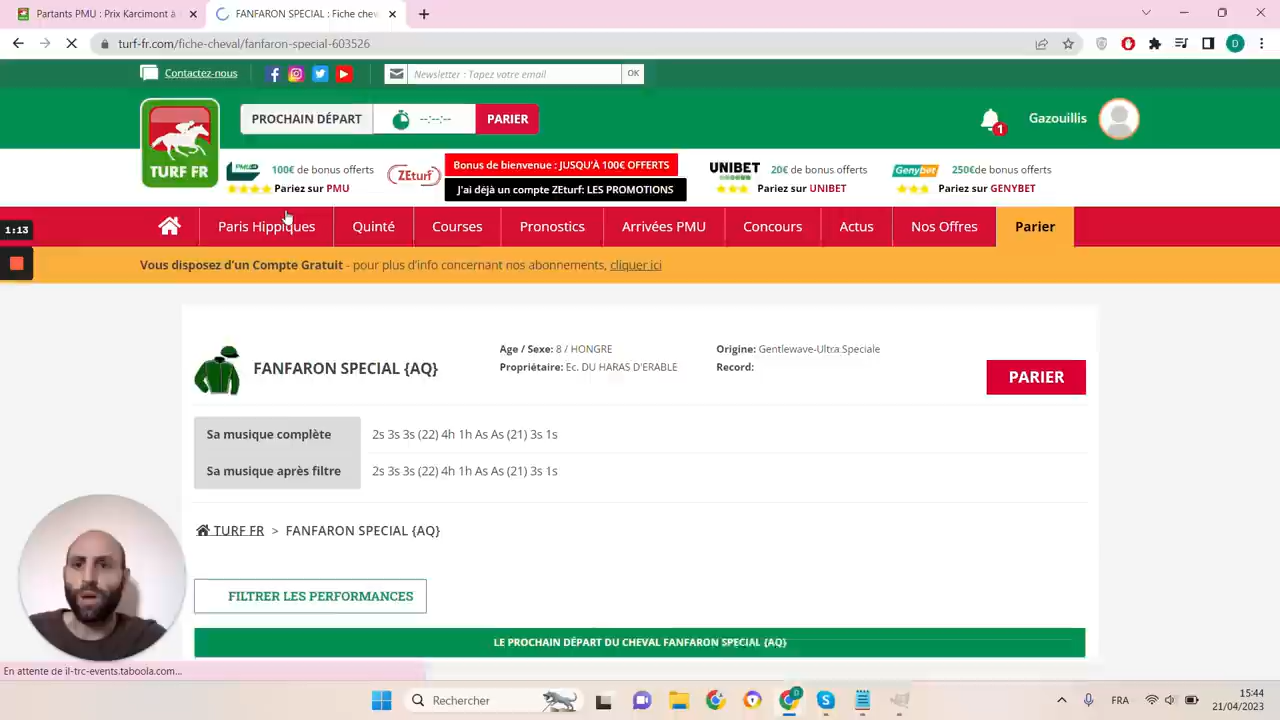 Partants PMU : Prix Karcimont à
FANFARON SPECIAL : Fiche chev
turf-fr.com/fiche-cheval/fanfaron-special-603526
Contactez-nous
Newsletter : Tapez votre email
OK
TURF FR
PROCHAIN DÉPART
--:--:--
PARIER
1
Gazouillis
PMU
100€ de bonus offerts
Pariez sur PMU
ZEturf
Bonus de bienvenue : JUSQU'À 100€ OFFERTS
J'ai déjà un compte ZEturf: LES PROMOTIONS
UNIBET
20€ de bonus offerts
Pariez sur UNIBET
Genybet
250€de bonus offerts
Pariez sur GENYBET
1:13
Paris Hippiques
Quinté
Courses
Pronostics
Arrivées PMU
Concours
Actus
Nos Offres
Parier
Vous disposez d'un Compte Gratuit - pour plus d'info concernant nos abonnements, cliquer ici
FANFARON SPECIAL {AQ}
Age / Sexe: 8 / HONGRE
Propriétaire: Ec. DU HARAS D'ERABLE
Origine: Gentlewave-Ultra Speciale
Record:
PARIER
Sa musique complète
2s 3s 3s (22) 4h 1h As As (21) 3s 1s
Sa musique après filtre
2s 3s 3s (22) 4h 1h As As (21) 3s 1s
TURF FR > FANFARON SPECIAL {AQ}
FILTRER LES PERFORMANCES
LE PROCHAIN DÉPART DU CHEVAL FANFARON SPECIAL {AQ}
En attente de il-trc-events.taboola.com...
Rechercher
FRA
15:44
21/04/2023